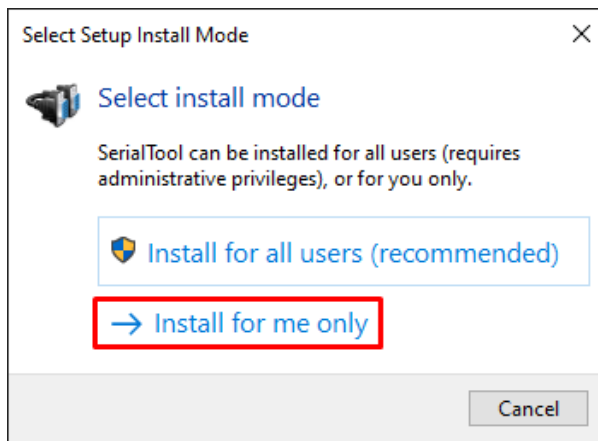 Select Setup Install Mode
Select install mode
SerialTool can be installed for all users (requires
administrative privileges), or for you only.
Install for all users (recommended)
Install for me only
Cancel